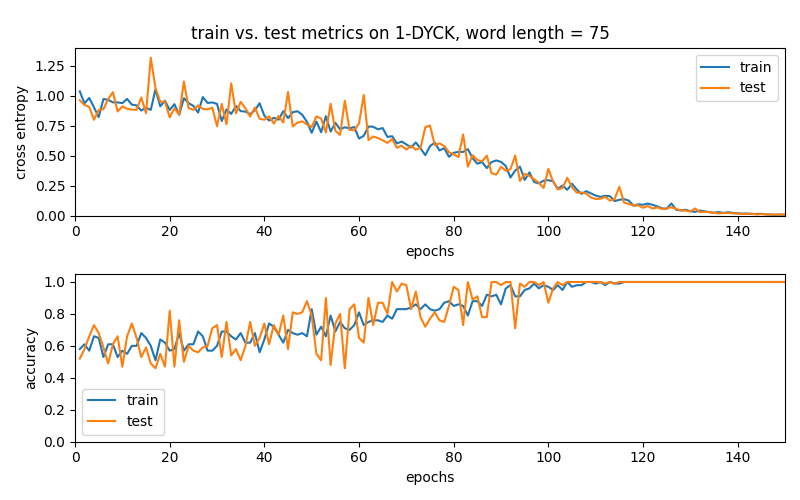 train vs. test metrics on 1-DYCK, word length = 75
cross entropy
1.25
1.00
0.75
0.50
0.25
0.00
train
test
0 20 40 60 80 100 120 140
epochs
accuracy
1.0
0.8
0.6
0.4
0.2
0.0
train
test
0 20 40 60 80 100 120 140
epochs